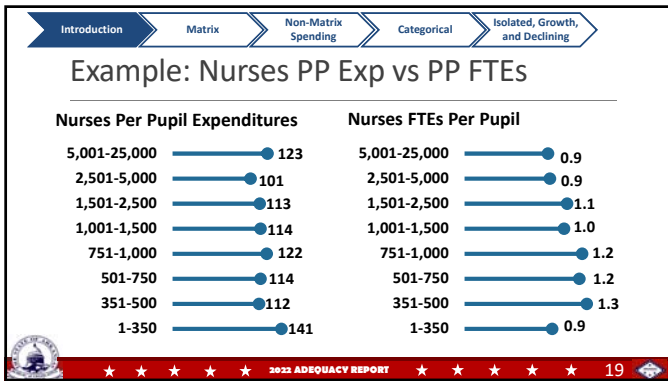 Introduction
Matrix
Non-Matrix
Spending
Categorical
Isolated, Growth,
and Declining
Example: Nurses PP Exp vs PP FTEs
Nurses Per Pupil Expenditures
5,001-25,000 123
2,501-5,000 101
1,501-2,500 113
1,001-1,500 114
751-1,000 122
501-750 114
351-500 112
1-350 141
Nurses FTEs Per Pupil
5,001-25,000 0.9
2,501-5,000 0.9
1,501-2,500 1.1
1,001-1,500 1.0
751-1,000 1.2
501-750 1.2
351-500 1.3
1-350 0.9
2022 ADEQUACY REPORT
19